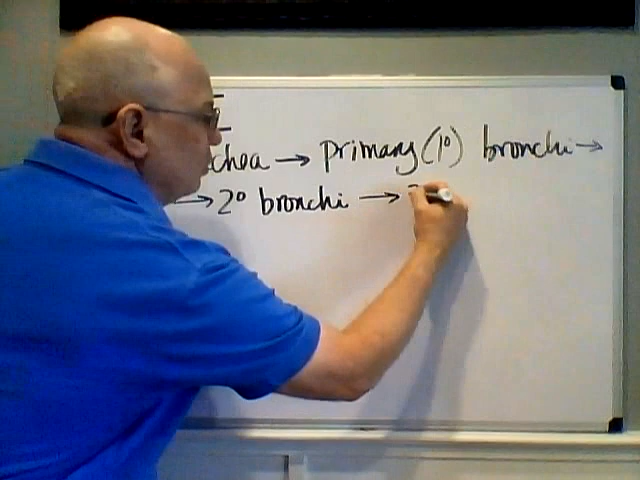 chea → primary (1°) bronchi →
→ 2° bronchi →